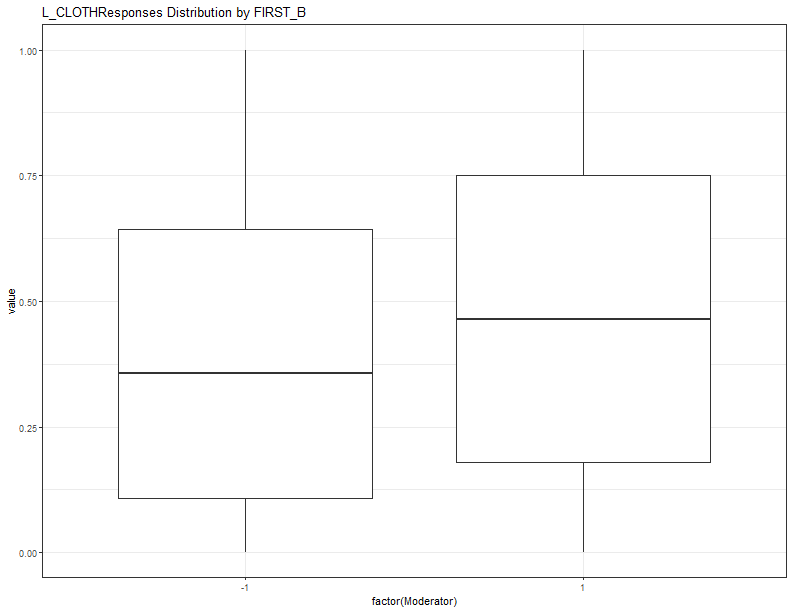 L_CLOTHResponses Distribution by FIRST_B
1.00
0.75
0.50
0.25
0.00
value
-1
1
factor(Moderator)